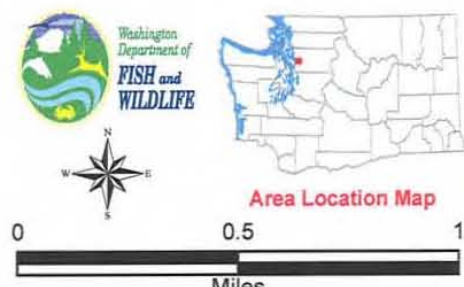 Washington
Department of
FISH and
WILDLIFE
N
W E
S
Area Location Map
0 0.5 1
Miles